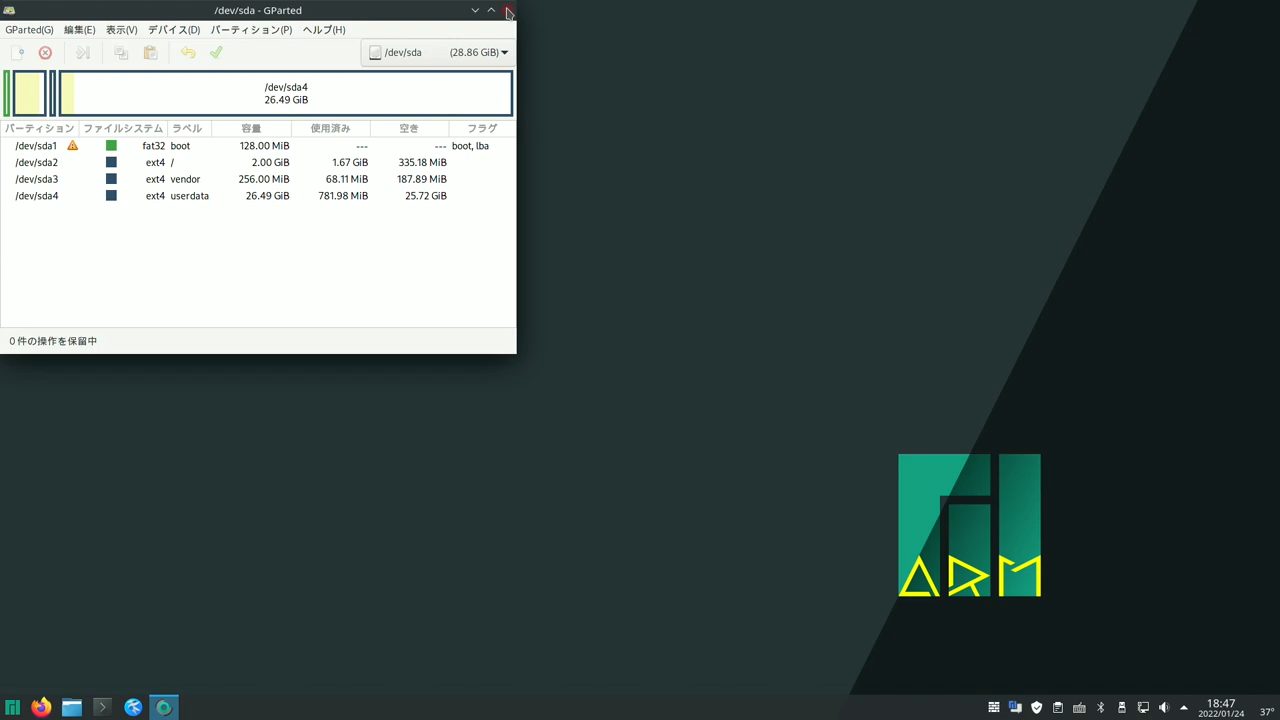 /dev/sda - GParted
GParted(G) 編集(E) 表示(V) デバイス(D) パーティション(P) ヘルプ(H)
/dev/sda (28.86 GiB)
/dev/sda4
26.49 GiB
パーティション ファイルシステム ラベル 容量 使用済み 空き フラグ
/dev/sda1 fat32 boot 128.00 MiB --- --- boot, lba
/dev/sda2 ext4 / 2.00 GiB 1.67 GiB 335.18 MiB
/dev/sda3 ext4 vendor 256.00 MiB 68.11 MiB 187.89 MiB
/dev/sda4 ext4 userdata 26.49 GiB 781.98 MiB 25.72 GiB
0 件の操作を保留中
ARM
18:47
2022/01/24
37°